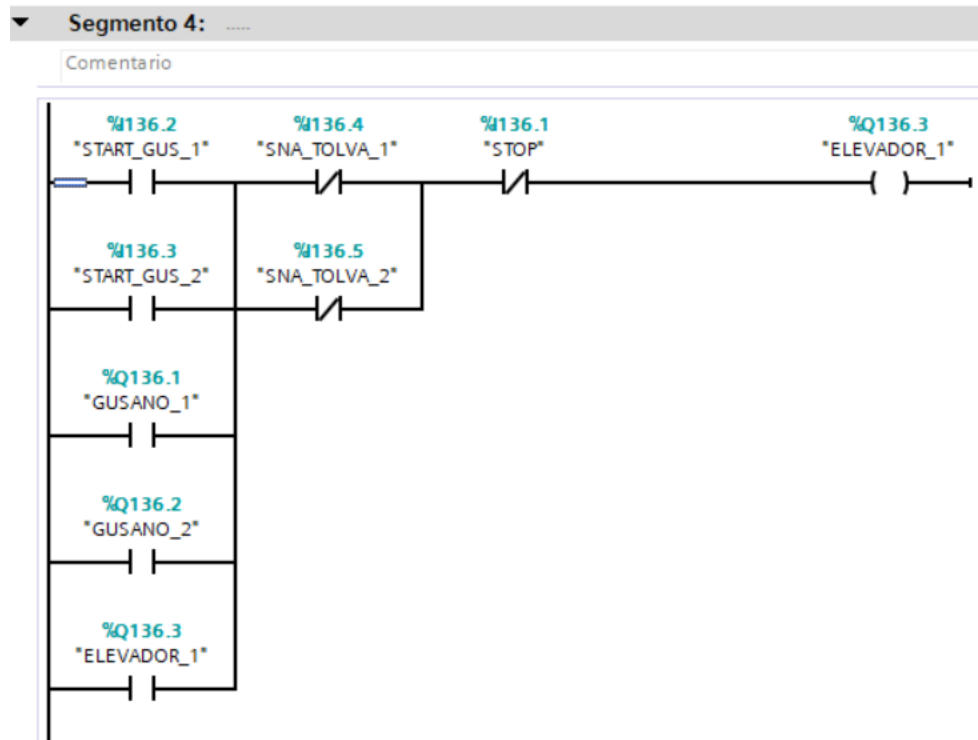 Segmento 4: .....
Comentario
%I136.2 %I136.4 %I136.1 %Q136.3
"START_GUS_1" "SNA_TOLVA_1" "STOP" "ELEVADOR_1"
%I136.3 %I136.5
"START_GUS_2" "SNA_TOLVA_2"
%Q136.1
"GUSANO_1"
%Q136.2
"GUSANO_2"
%Q136.3
"ELEVADOR_1"